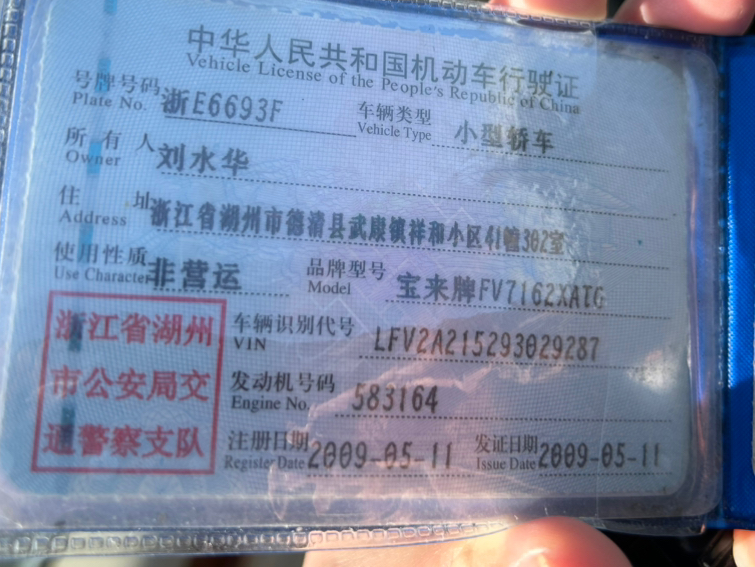 中华人民共和国机动车行驶证
Vehicle License of the People's Republic of China
号牌号码 浙E6693F 车辆类型 小型轿车
Plate No. Vehicle Type
所有人 刘水华
Owner
住址 浙江省湖州市德清县武康镇祥和小区41幢302室
Address
使用性质 非营运 品牌型号 宝来牌FV7162XATG
Use Character Model
浙江省湖州 车辆识别代号 LFV2A215293029287
VIN
市公安局交 发动机号码 583164
Engine No.
通警察支队 注册日期 2009-05-11 发证日期 2009-05-11
Register Date Issue Date